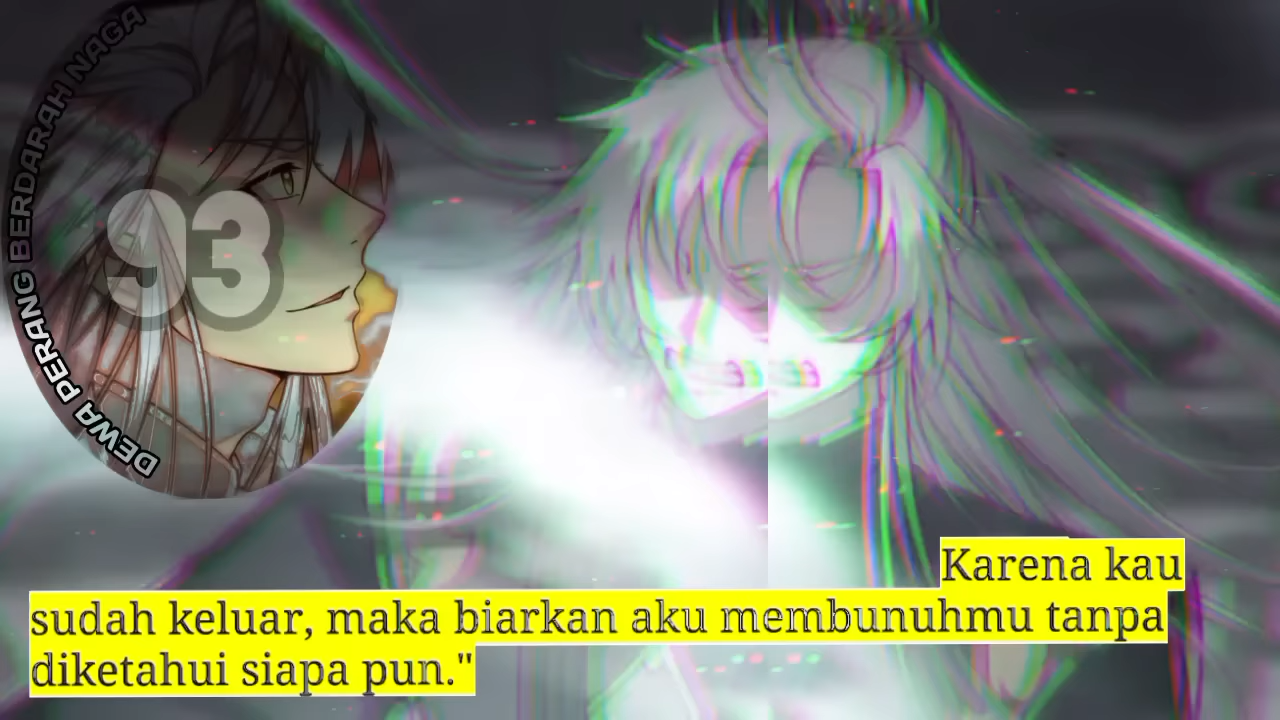 DEWA PERANG BERDARAH NAGA
93
Karena kau
sudah keluar, maka biarkan aku membunuhmu tanpa
diketahui siapa pun."